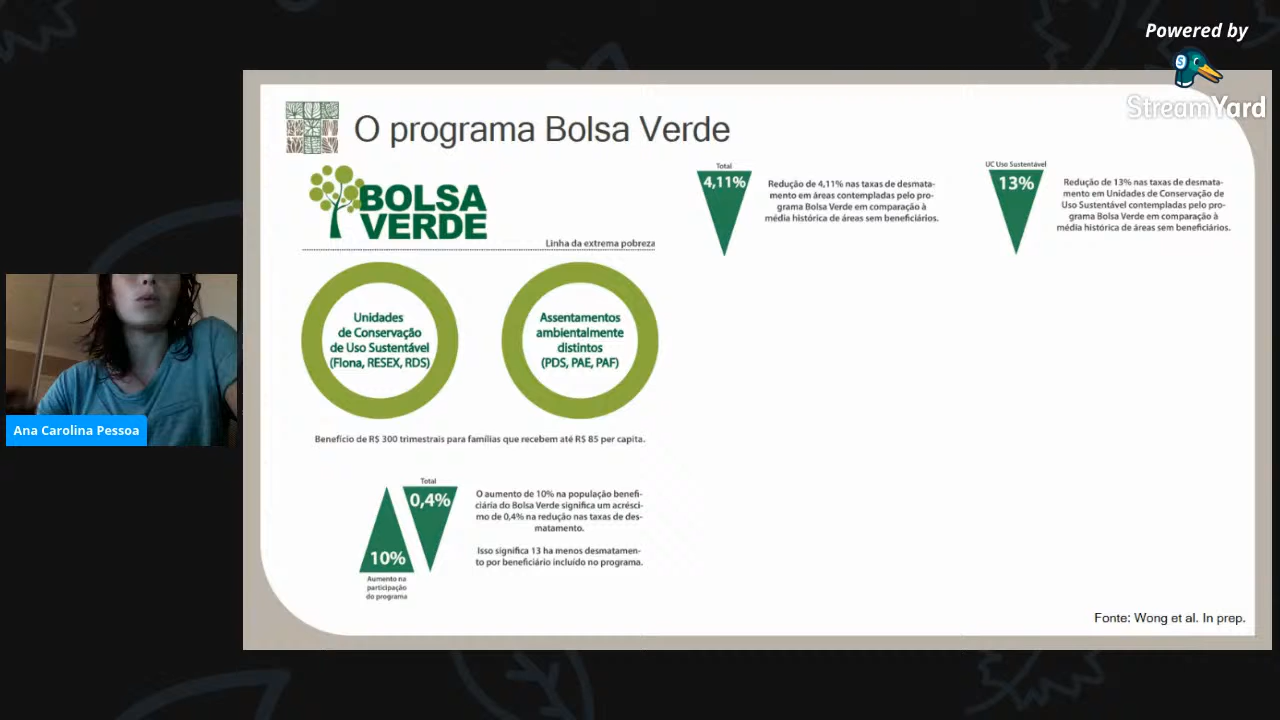 Powered by
StreamYard
O programa Bolsa Verde
BOLSA
VERDE
Linha da extrema pobreza
Unidades
de Conservação
de Uso Sustentável
(Flona, RESEX, RDS)
Assentamentos
ambientalmente
distintos
(PDS, PAE, PAF)
Benefício de R$ 300 trimestrais para famílias que recebem até R$ 85 per capita.
10%
Aumento na
participação
do programa
Total
0,4%
O aumento de 10% na população benefi-
ciária do Bolsa Verde significa um acrésci-
mo de 0,4% na redução nas taxas de des-
matamento.
Isso significa 13 ha menos desmatamen-
to por beneficiário incluído no programa.
Total
4,11%
Redução de 4,11% nas taxas de desmata-
mento em áreas contempladas pelo pro-
grama Bolsa Verde em comparação à
média histórica de áreas sem beneficiários.
UC Uso Sustentável
13%
Redução de 13% nas taxas de desmata-
mento em Unidades de Conservação de
Uso Sustentável contempladas pelo pro-
grama Bolsa Verde em comparação à
média histórica de áreas sem beneficiários.
Fonte: Wong et al. In prep.
Ana Carolina Pessoa